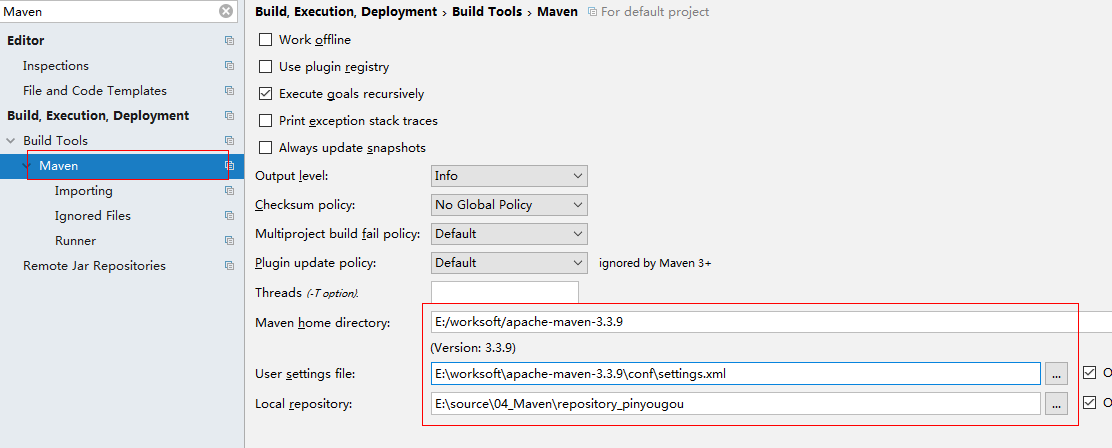 Maven
Editor
Inspections
File and Code Templates
Build, Execution, Deployment
Build Tools
Maven
Importing
Ignored Files
Runner
Remote Jar Repositories
Build, Execution, Deployment › Build Tools › Maven For default project
Work offline
Use plugin registry
Execute goals recursively
Print exception stack traces
Always update snapshots
Output level: Info
Checksum policy: No Global Policy
Multiproject build fail policy: Default
Plugin update policy: Default ignored by Maven 3+
Threads (-T option).
Maven home directory: E:/worksoft/apache-maven-3.3.9
(Version: 3.3.9)
User settings file: E:\worksoft\apache-maven-3.3.9\conf\settings.xml ... O
Local repository: E:\source\04_Maven\repository_pinyougou ... O